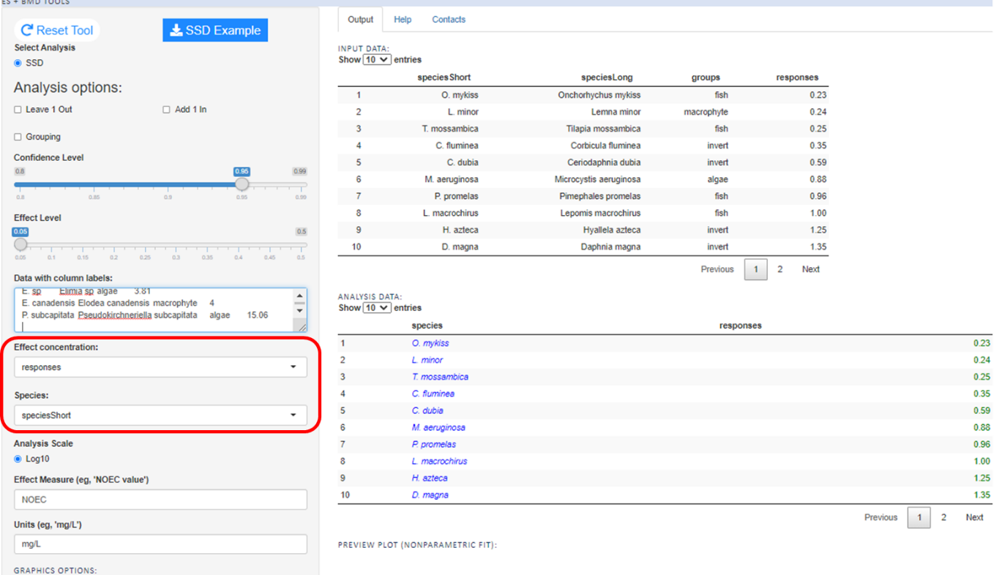 ES + BMD TOOLS
Reset Tool
SSD Example
Select Analysis
SSD
Analysis options:
Leave 1 Out
Add 1 In
Grouping
Confidence Level
0.8 0.95 0.99
0.8 0.85 0.9 0.95 0.99
Effect Level
0.05 0.5
0.05 0.1 0.15 0.2 0.25 0.3 0.35 0.4 0.45 0.5
Data with column labels:
E. sp Elimia sp algae 3.81
E. canadensis Elodea canadensis macrophyte 4
P. subcapitata Pseudokirchneriella subcapitata algae 15.06
Effect concentration:
responses
Species:
speciesShort
Analysis Scale
Log10
Effect Measure (eg, 'NOEC value')
NOEC
Units (eg, 'mg/L')
mg/L
GRAPHICS OPTIONS:
Output Help Contacts
INPUT DATA:
Show 10 entries
speciesShort speciesLong groups responses
1 O. mykiss Onchorhychus mykiss fish 0.23
2 L. minor Lemna minor macrophyte 0.24
3 T. mossambica Tilapia mossambica fish 0.25
4 C. fluminea Corbicula fluminea invert 0.35
5 C. dubia Ceriodaphnia dubia invert 0.59
6 M. aeruginosa Microcystis aeruginosa algae 0.88
7 P. promelas Pimephales promelas fish 0.96
8 L. macrochirus Lepomis macrochirus fish 1.00
9 H. azteca Hyallela azteca invert 1.25
10 D. magna Daphnia magna invert 1.35
Previous 1 2 Next
ANALYSIS DATA:
Show 10 entries
species responses
1 O. mykiss 0.23
2 L. minor 0.24
3 T. mossambica 0.25
4 C. fluminea 0.35
5 C. dubia 0.59
6 M. aeruginosa 0.88
7 P. promelas 0.96
8 L. macrochirus 1.00
9 H. azteca 1.25
10 D. magna 1.35
Previous 1 2 Next
PREVIEW PLOT (NONPARAMETRIC FIT):